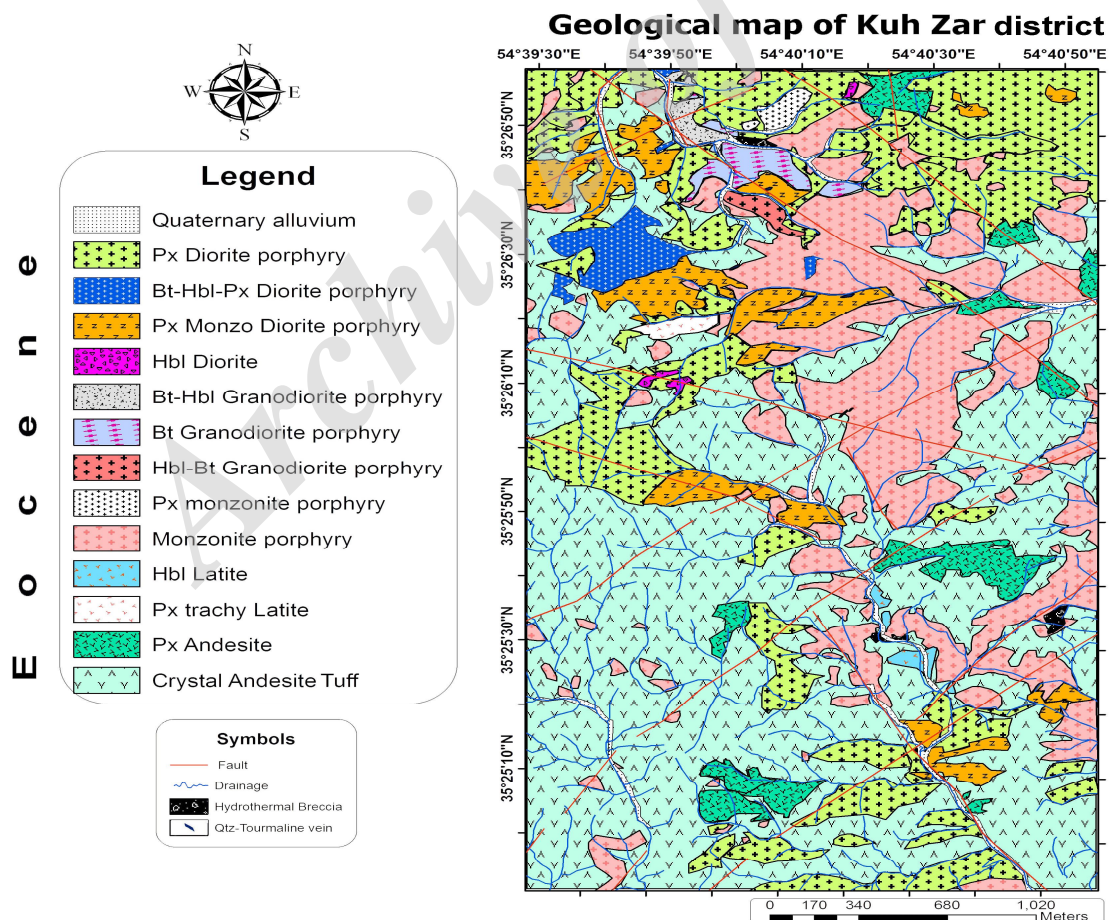 Geological map of Kuh Zar district
54°39'30"E 54°39'50"E 54°40'10"E 54°40'30"E 54°40'50"E
N
W E
S
35°26'50"N
35°26'30"N
35°26'10"N
35°25'50"N
35°25'30"N
35°25'10"N
Legend
Eocene
Quaternary alluvium
Px Diorite porphyry
Bt-Hbl-Px Diorite porphyry
Px Monzo Diorite porphyry
Hbl Diorite
Bt-Hbl Granodiorite porphyry
Bt Granodiorite porphyry
Hbl-Bt Granodiorite porphyry
Px monzonite porphyry
Monzonite porphyry
Hbl Latite
Px trachy Latite
Px Andesite
Crystal Andesite Tuff
Symbols
Fault
Drainage
Hydrothermal Breccia
Qtz-Tourmaline vein
0 170 340 680 1,020
Meters